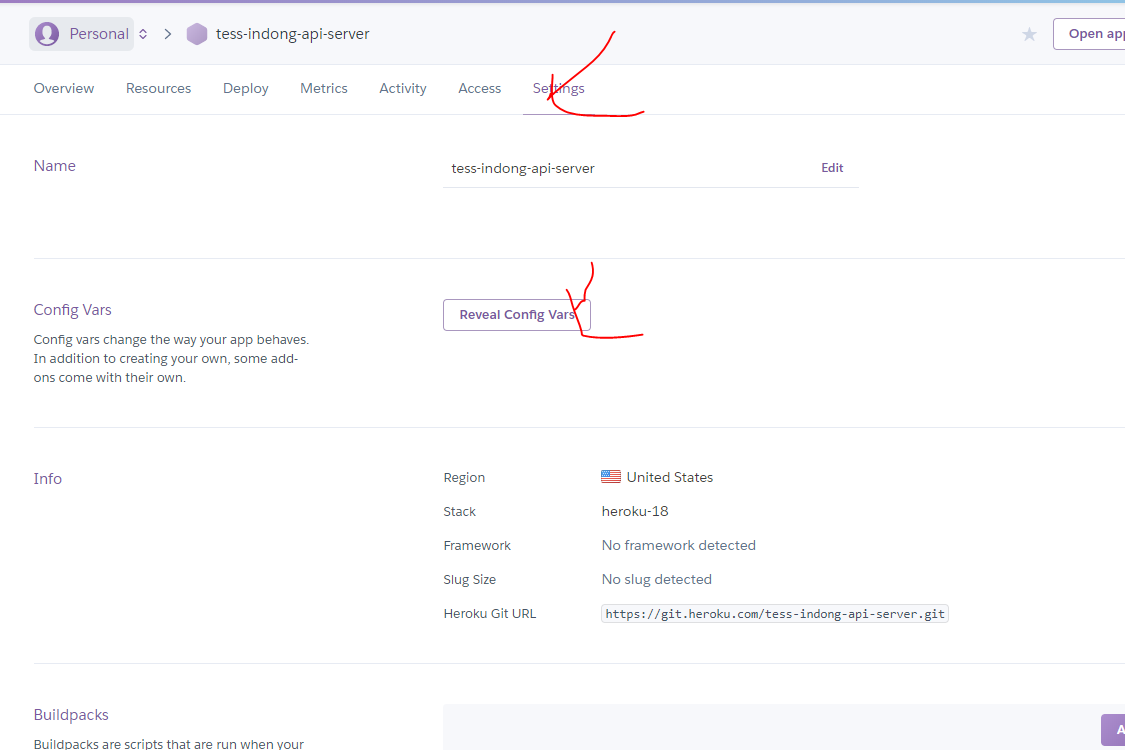 Personal tess-indong-api-server Open app
Overview Resources Deploy Metrics Activity Access Settings
Name tess-indong-api-server Edit
Config Vars Reveal Config Vars
Config vars change the way your app behaves.
In addition to creating your own, some add-
ons come with their own.
Info Region United States
Stack heroku-18
Framework No framework detected
Slug Size No slug detected
Heroku Git URL https://git.heroku.com/tess-indong-api-server.git
Buildpacks
Buildpacks are scripts that are run when your